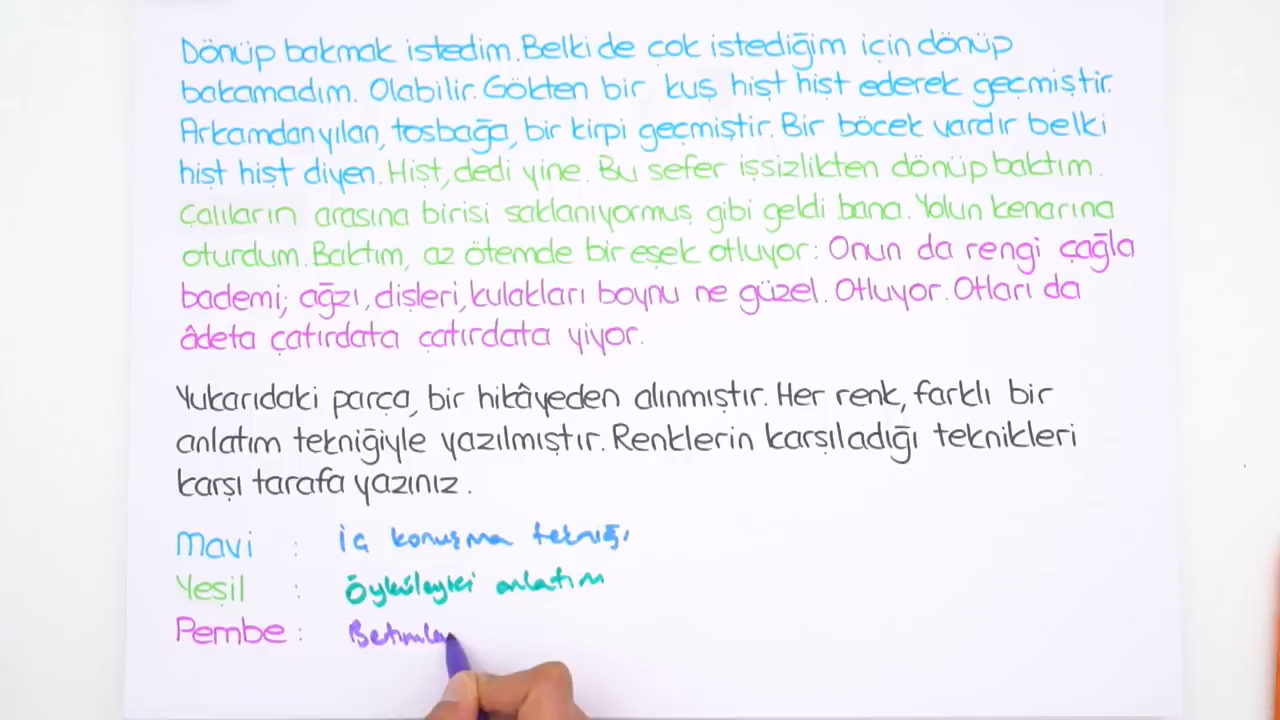 Dönüp bakmak istedim. Belki de çok istediğim için dönüp
bakamadım. Olabilir. Gökten bir kuş hişt hişt ederek geçmiştir.
Arkamdan yılan, tosbağa, bir kirpi geçmiştir. Bir böcek vardır belki
hişt hişt diyen. Hişt, dedi yine. Bu sefer işsizlikten dönüp baktım.
Çalıların arasına birisi saklanıyormuş gibi geldi bana. Yolun kenarına
oturdum. Baktım, az ötemde bir eşek otluyor: Onun da rengi çağla
bademi; ağzı, dişleri, kulakları boynu ne güzel. Otluyor. Otları da
âdeta çatırdata çatırdata yiyor.
Yukarıdaki parça, bir hikâyeden alınmıştır. Her renk, farklı bir
anlatım tekniğiyle yazılmıştır. Renklerin karşıladığı teknikleri
karşı tarafa yazınız.
Mavi : İç konuşma tekniği
Yeşil : Öyküleyici anlatım
Pembe : Betimley